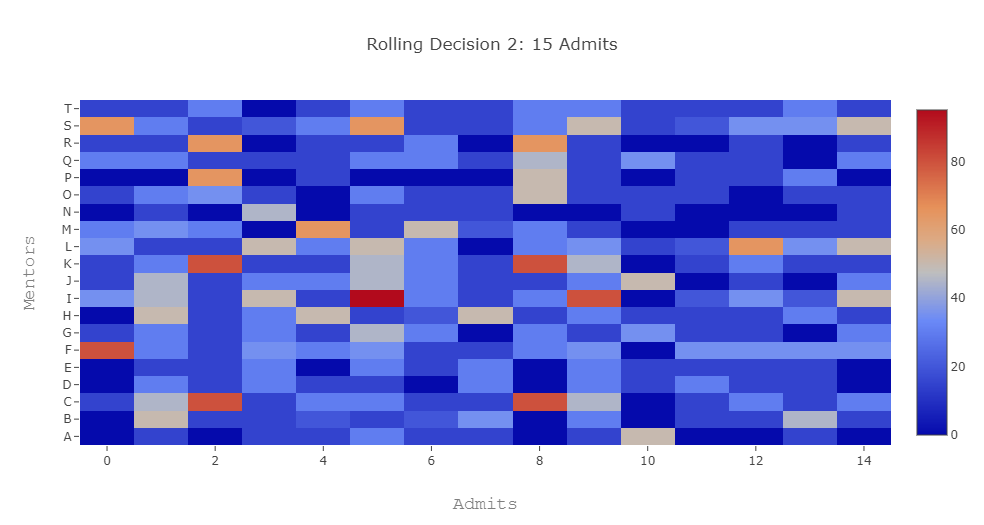 Rolling Decision 2: 15 Admits
T
S
R
Q
P
O
N
M
L
K
J
I
H
G
F
E
D
C
B
A
Mentors
0 2 4 6 8 10 12 14
Admits
80
60
40
20
0